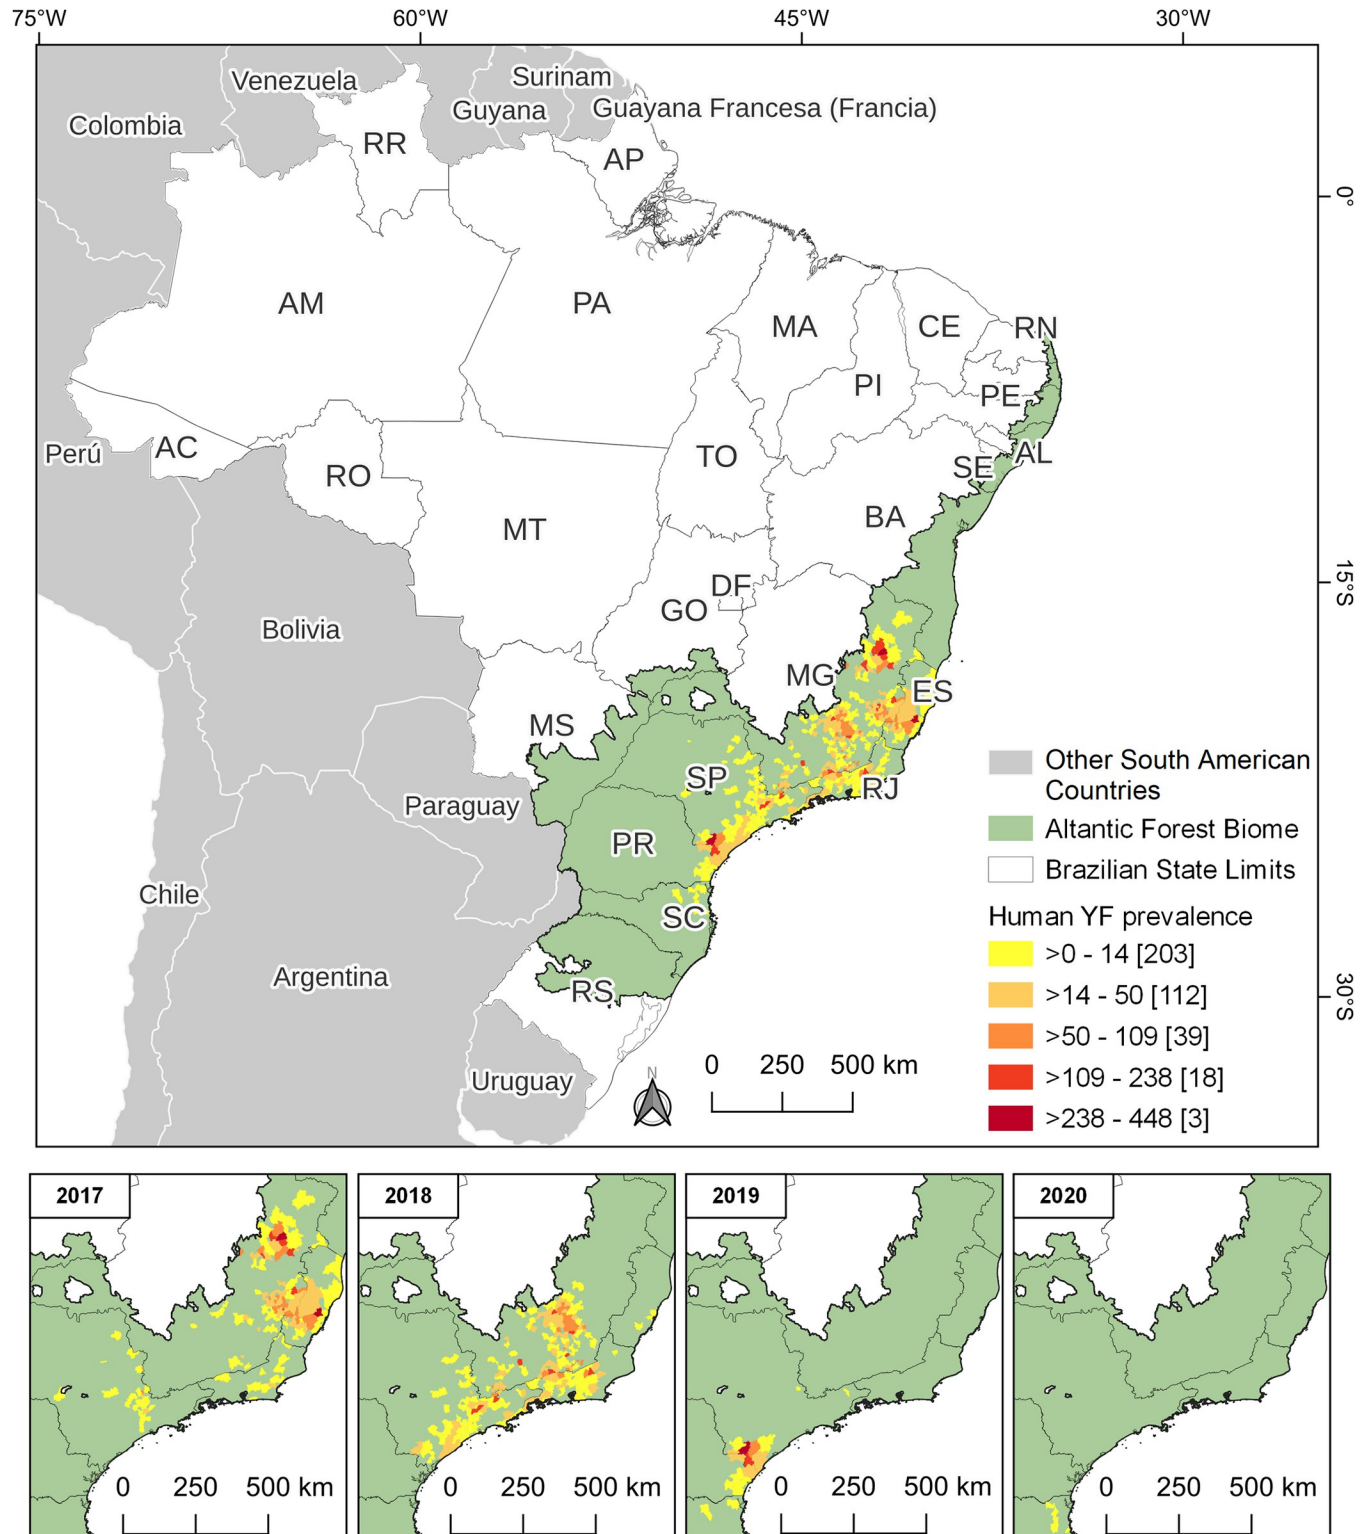 75°W 60°W 45°W 30°W
Venezuela
Surinam
Guyana
Guayana Francesa (Francia)
Colombia
RR
AP
0°
AM
PA
MA
CE
RN
PI
PE
AC
Perú
RO
TO
SE
AL
MT
BA
DF
GO
15°S
Bolivia
MG
ES
MS
SP
RJ
Paraguay
PR
Chile
SC
Argentina
RS
30°S
Uruguay
N
0 250 500 km
Other South American
Countries
Altantic Forest Biome
Brazilian State Limits
Human YF prevalence
>0 - 14 [203]
>14 - 50 [112]
>50 - 109 [39]
>109 - 238 [18]
>238 - 448 [3]
2017
0 250 500 km
2018
0 250 500 km
2019
0 250 500 km
2020
0 250 500 km